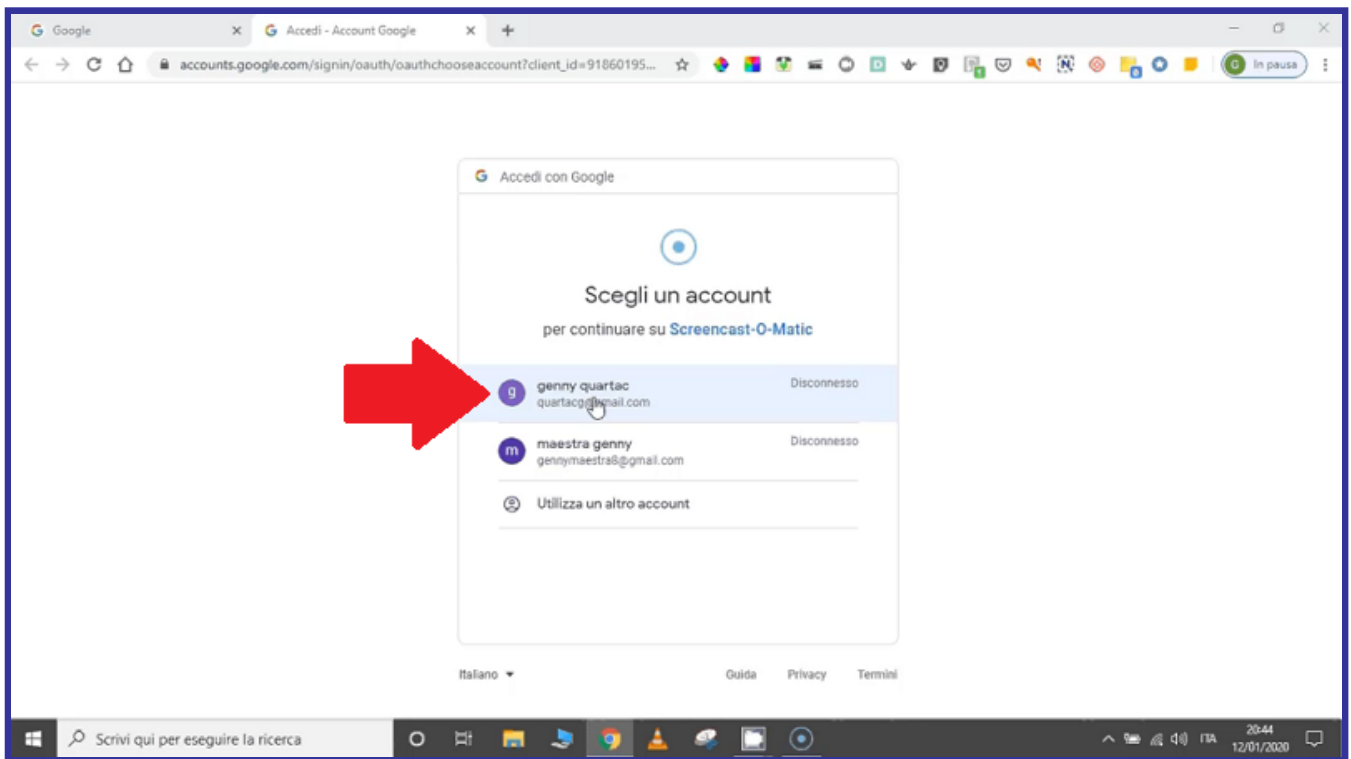 Google
Accedi - Account Google
accounts.google.com/signin/oauth/oauthchooseaccount?client_id=91860195...
In pausa
Accedi con Google
Scegli un account
per continuare su Screencast-O-Matic
genny quartac
Disconnesso
maestra genny
Disconnesso
gennymaestra8@gmail.com
Utilizza un altro account
Italiano
Guida
Privacy
Termini
Scrivi qui per eseguire la ricerca
ITA
20:44
12/01/2020